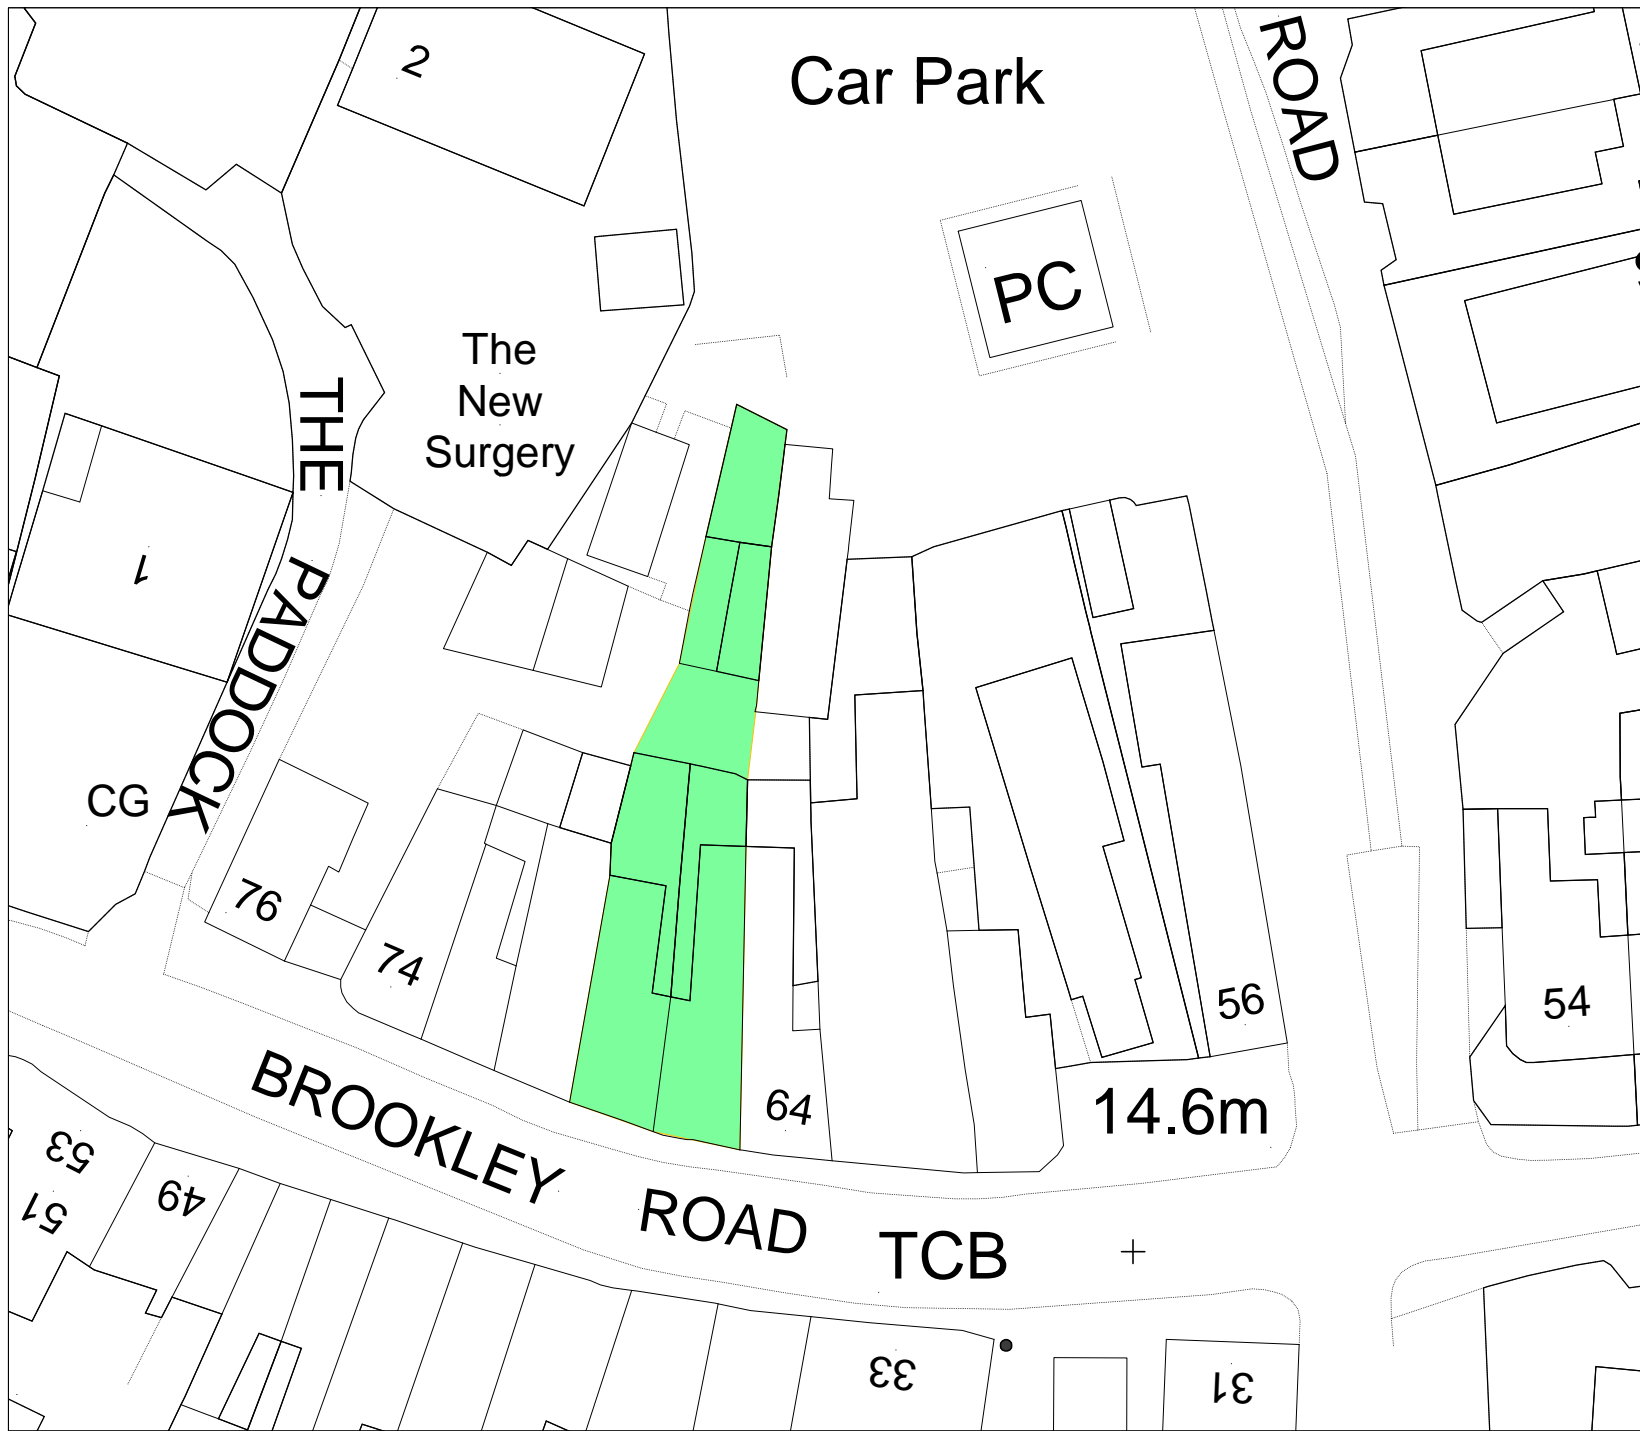 2
Car Park
ROAD
PC
The
New
Surgery
THE PADDOCK
1
CG
76
74
64
56
54
14.6m
BROOKLEY ROAD
TCB
53
51
49
33
31